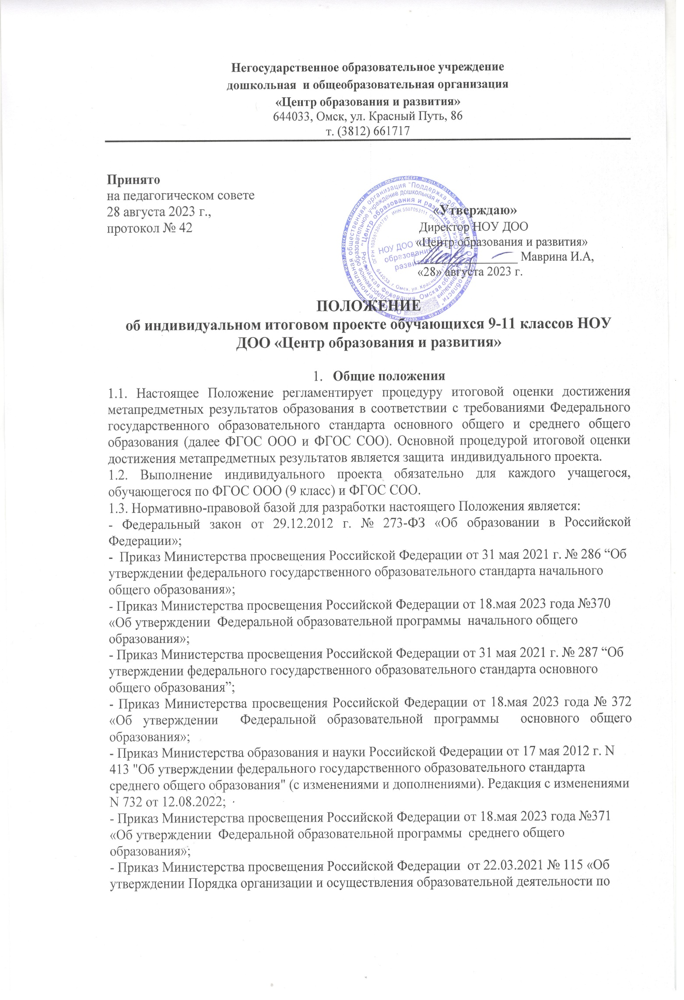 Негосударственное образовательное учреждение
дошкольная и общеобразовательная организация
«Центр образования и развития»
644033, Омск, ул. Красный Путь, 86
т. (3812) 661717
Принято
на педагогическом совете
28 августа 2023 г.,
протокол № 42
«Утверждаю»
Директор НОУ ДОО
«Центр образования и развития»
Маврина И.А,
«28» августа 2023 г.
НОУ ДОО "Центр
образования и
развития"
ОГРН 1035513001787 ИНН 5507053111 ОКПО
644033, г. Омск, ул. Красный Путь
"Центр образования и развития"
Российская Федерация, Омская область
ПОЛОЖЕНИЕ
об индивидуальном итоговом проекте обучающихся 9-11 классов НОУ
ДОО «Центр образования и развития»
1. Общие положения
1.1. Настоящее Положение регламентирует процедуру итоговой оценки достижения
метапредметных результатов образования в соответствии с требованиями Федерального
государственного образовательного стандарта основного общего и среднего общего
образования (далее ФГОС ООО и ФГОС СОО). Основной процедурой итоговой оценки
достижения метапредметных результатов является защита индивидуального проекта.
1.2. Выполнение индивидуального проекта обязательно для каждого учащегося,
обучающегося по ФГОС ООО (9 класс) и ФГОС СОО.
1.3. Нормативно-правовой базой для разработки настоящего Положения является:
- Федеральный закон от 29.12.2012 г. № 273-ФЗ «Об образовании в Российской
Федерации»;
- Приказ Министерства просвещения Российской Федерации от 31 мая 2021 г. № 286 “Об
утверждении федерального государственного образовательного стандарта начального
общего образования»;
- Приказ Министерства просвещения Российской Федерации от 18.мая 2023 года №370
«Об утверждении Федеральной образовательной программы начального общего
образования»;
- Приказ Министерства просвещения Российской Федерации от 31 мая 2021 г. № 287 “Об
утверждении федерального государственного образовательного стандарта основного
общего образования”;
- Приказ Министерства просвещения Российской Федерации от 18.мая 2023 года № 372
«Об утверждении Федеральной образовательной программы основного общего
образования»;
- Приказ Министерства образования и науки Российской Федерации от 17 мая 2012 г. N
413 "Об утверждении федерального государственного образовательного стандарта
среднего общего образования" (с изменениями и дополнениями). Редакция с изменениями
N 732 от 12.08.2022;
- Приказ Министерства просвещения Российской Федерации от 18.мая 2023 года №371
«Об утверждении Федеральной образовательной программы среднего общего
образования»;
- Приказ Министерства просвещения Российской Федерации от 22.03.2021 № 115 «Об
утверждении Порядка организации и осуществления образовательной деятельности по